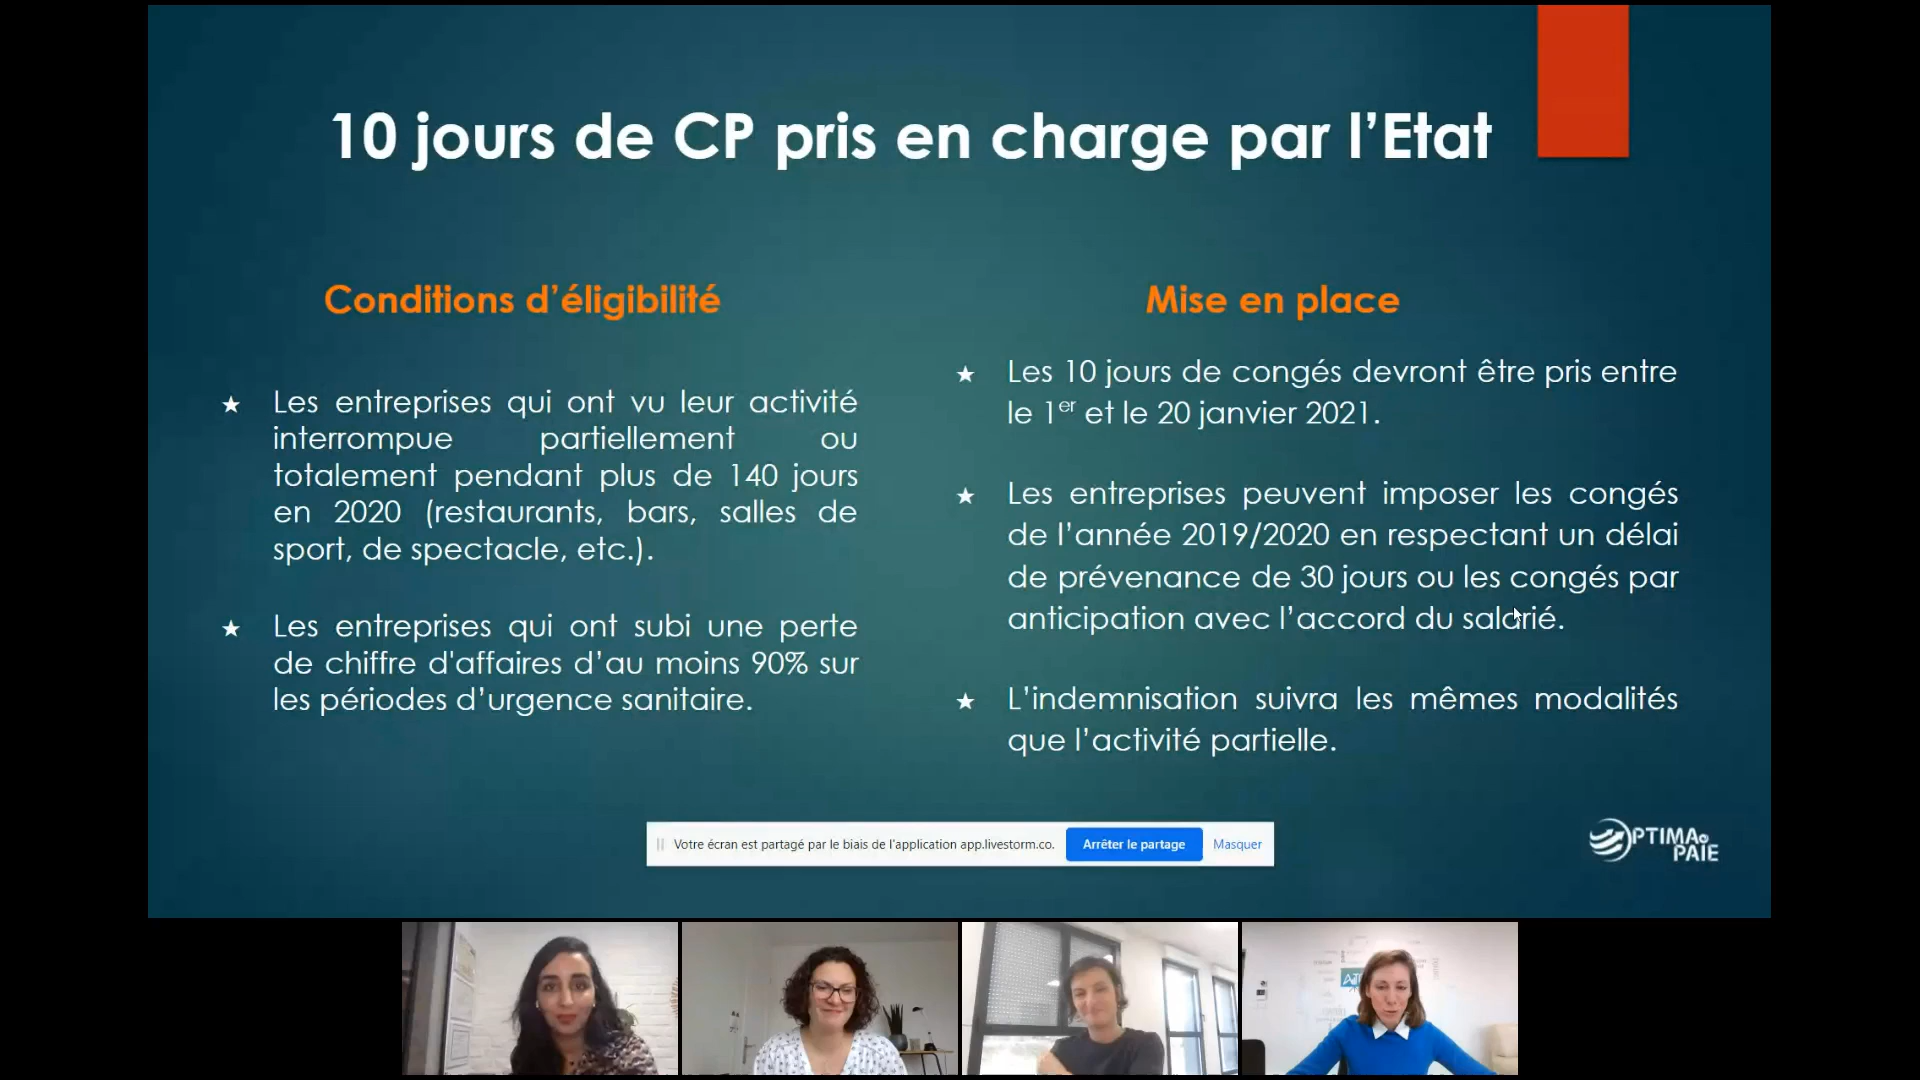 10 jours de CP pris en charge par l’Etat
Conditions d’éligibilité
★ Les entreprises qui ont vu leur activité
interrompue partiellement ou
totalement pendant plus de 140 jours
en 2020 (restaurants, bars, salles de
sport, de spectacle, etc.).
★ Les entreprises qui ont subi une perte
de chiffre d'affaires d’au moins 90% sur
les périodes d’urgence sanitaire.
Mise en place
★ Les 10 jours de congés devront être pris entre
le 1er et le 20 janvier 2021.
★ Les entreprises peuvent imposer les congés
de l’année 2019/2020 en respectant un délai
de prévenance de 30 jours ou les congés par
anticipation avec l’accord du salarié.
★ L’indemnisation suivra les mêmes modalités
que l’activité partielle.
Votre écran est partagé par le biais de l'application app.livestorm.co.
Arrêter le partage
Masquer
OPTIMA
PAIE